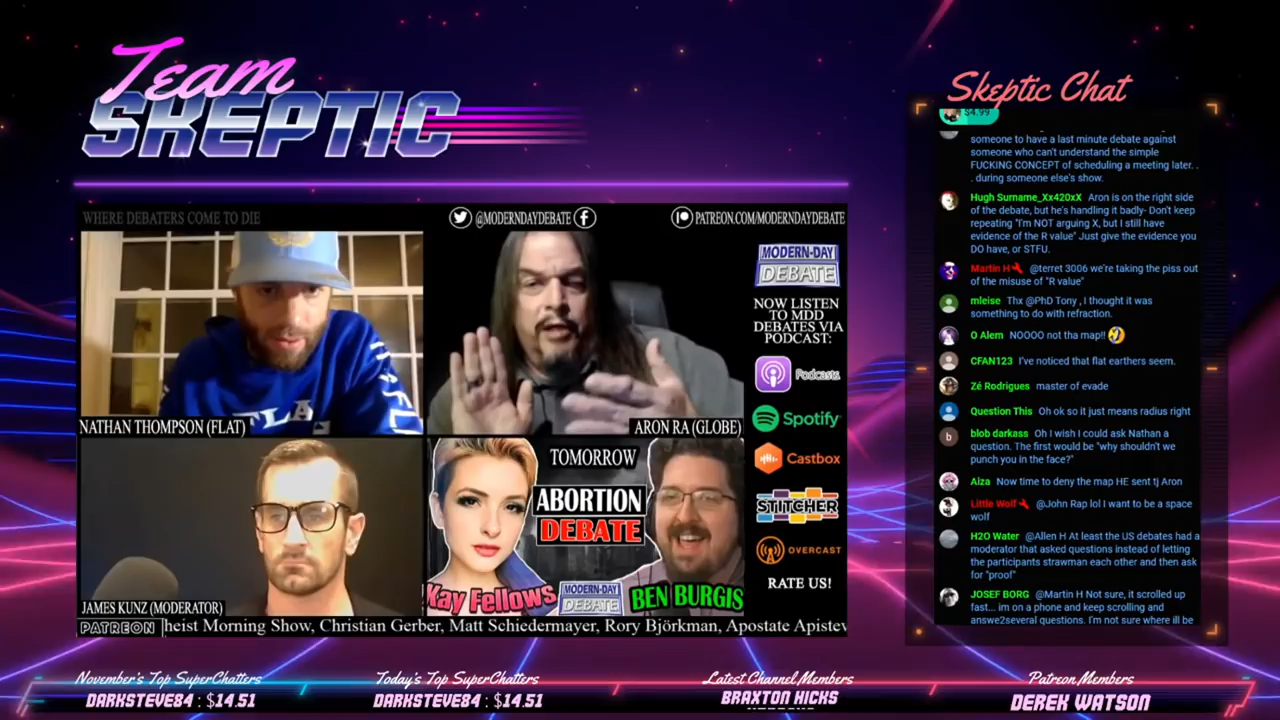 Team
SKEPTIC
Skeptic Chat
$4.99
someone to have a last minute debate against
someone who can't understand the simple
FUCKING CONCEPT of scheduling a meeting later. .
. during someone else's show.
Hugh Surname_Xx420xX Aron is on the right side
of the debate, but he's handling it badly- Don't keep
repeating "I'm NOT arguing X, but I still have
evidence of the R value" Just give the evidence you
DO have, or STFU.
Martin H @terret 3006 we're taking the piss out
of the misuse of "R value"
mleise Thx @PhD Tony , I thought it was
something to do with refraction.
O Alem NOOOO not tha map!!
CFAN123 I've noticed that flat earthers seem.
Zé Rodrigues master of evade
Question This Oh ok so it just means radius right
b
blob darkass Oh I wish I could ask Nathan a
question. The first would be "why shouldn't we
punch you in the face?"
Aiza Now time to deny the map HE sent tj Aron
Little Wolf @John Rap lol I want to be a space
wolf
H2O Water @Allen H At least the US debates had a
moderator that asked questions instead of letting
the participants strawman each other and then ask
for "proof"
JOSEF BORG @Martin H Not sure, it scrolled up
fast... im on a phone and keep scrolling and
answe2several questions. I'm not sure where ill be
WHERE DEBATERS COME TO DIE
@MODERNDAYDEBATE
PATREON.COM/MODERNDAYDEBATE
NATHAN THOMPSON (FLAT)
ARON RA (GLOBE)
MODERN-DAY
DEBATE
NOW LISTEN
TO MDD
DEBATES VIA
PODCAST:
Podcasts
Spotify
Castbox
STITCHER
OVERCAST
RATE US!
JAMES KUNZ (MODERATOR)
TOMORROW
ABORTION
DEBATE
Kay Fellows
MODERN-DAY
DEBATE
BEN BURGIS
PATREON
heist Morning Show, Christian Gerber, Matt Schiedermayer, Rory Björkman, Apostate Apistev
November's Top SuperChatters
DARKSTEVE84 : $14.51
Today's Top SuperChatters
DARKSTEVE84 : $14.51
Latest Channel Members
BRAXTON HICKS
Patreon Members
DEREK WATSON